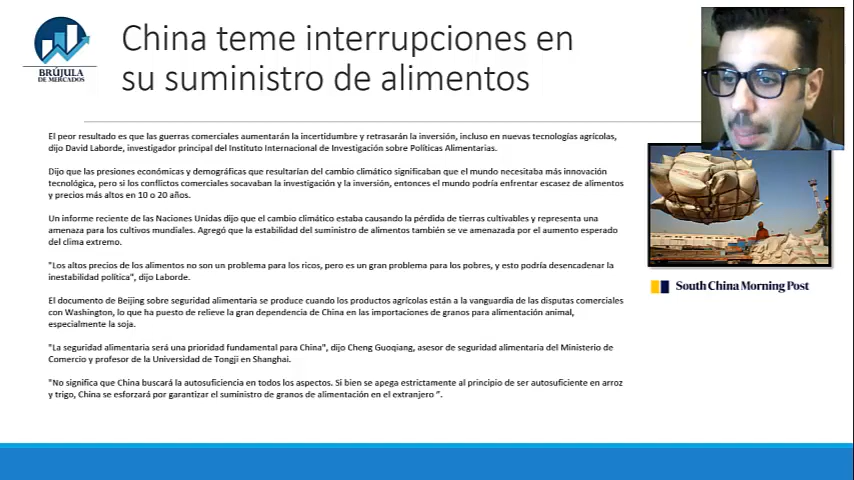 China teme interrupciones en
su suministro de alimentos
BRÚJULA
DE MERCADOS
El peor resultado es que las guerras comerciales aumentarán la incertidumbre y retrasarán la inversión, incluso en nuevas tecnologías agrícolas,
dijo David Laborde, investigador principal del Instituto Internacional de Investigación sobre Políticas Alimentarias.
Dijo que las presiones económicas y demográficas que resultarían del cambio climático significaban que el mundo necesitaba más innovación
tecnológica, pero si los conflictos comerciales socavaban la investigación y la inversión, entonces el mundo podría enfrentar escasez de alimentos
y precios más altos en 10 o 20 años.
Un informe reciente de las Naciones Unidas dijo que el cambio climático estaba causando la pérdida de tierras cultivables y representa una
amenaza para los cultivos mundiales. Agregó que la estabilidad del suministro de alimentos también se ve amenazada por el aumento esperado
del clima extremo.
"Los altos precios de los alimentos no son un problema para los ricos, pero es un gran problema para los pobres, y esto podría desencadenar la
inestabilidad política", dijo Laborde.
El documento de Beijing sobre seguridad alimentaria se produce cuando los productos agrícolas están a la vanguardia de las disputas comerciales
con Washington, lo que ha puesto de relieve la gran dependencia de China en las importaciones de granos para alimentación animal,
especialmente la soja.
"La seguridad alimentaria será una prioridad fundamental para China", dijo Cheng Guoqiang, asesor de seguridad alimentaria del Ministerio de
Comercio y profesor de la Universidad de Tongji en Shanghai.
"No significa que China buscará la autosuficiencia en todos los aspectos. Si bien se apega estrictamente al principio de ser autosuficiente en arroz
y trigo, China se esforzará por garantizar el suministro de granos de alimentación en el extranjero ".
South China Morning Post